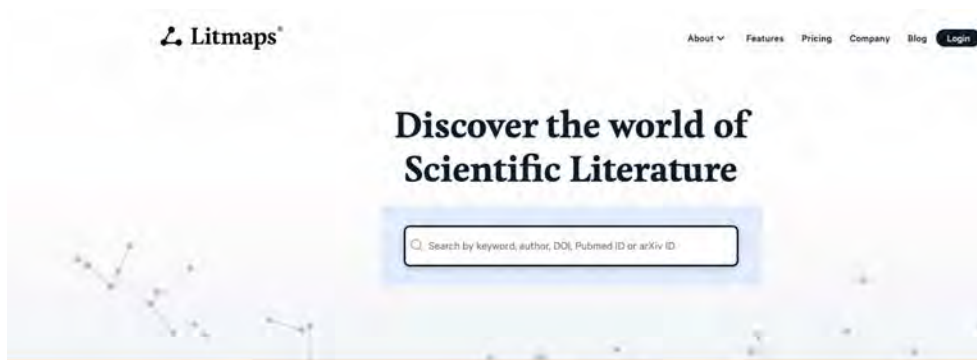 Litmaps®
About Features Pricing Company Blog Login
Discover the world of
Scientific Literature
Search by keyword, author, DOI, Pubmed ID or arXiv ID